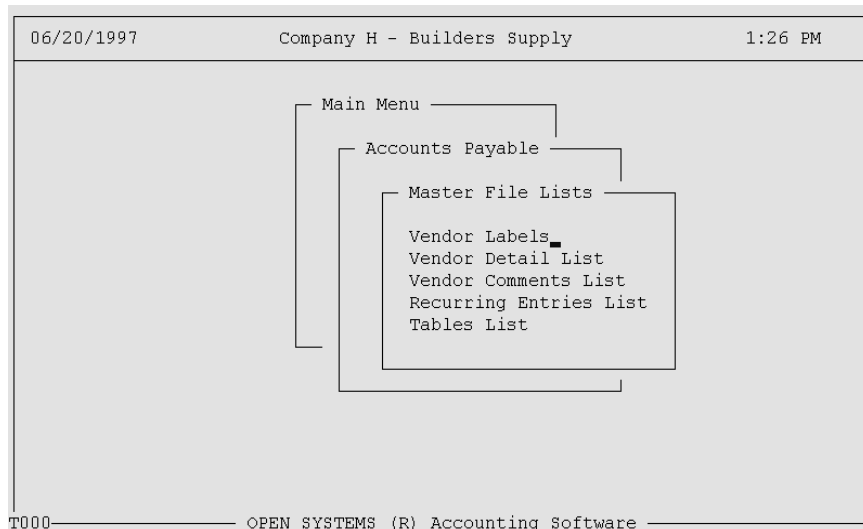 06/20/1997 Company H - Builders Supply 1:26 PM
Main Menu
Accounts Payable
Master File Lists
Vendor Labels
Vendor Detail List
Vendor Comments List
Recurring Entries List
Tables List
T000 OPEN SYSTEMS (R) Accounting Software